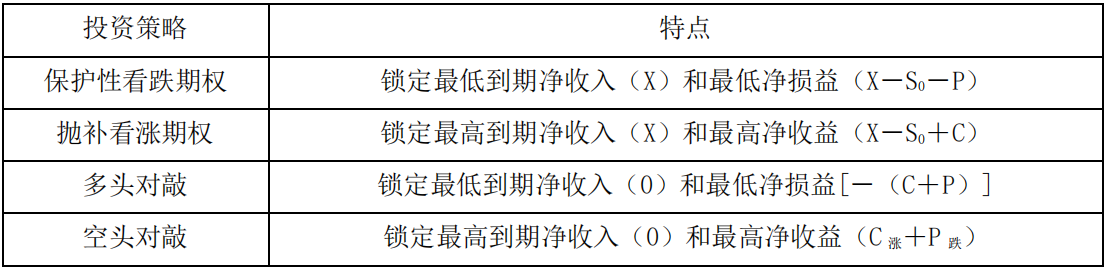 投资策略 特点
保护性看跌期权 锁定最低到期净收入（X）和最低净损益（X－S0－P）
抛补看涨期权 锁定最高到期净收入（X）和最高净收益（X－S0＋C）
多头对敲 锁定最低到期净收入（0）和最低净损益[－（C＋P）]
空头对敲 锁定最高到期净收入（0）和最高净收益（C涨＋P跌）